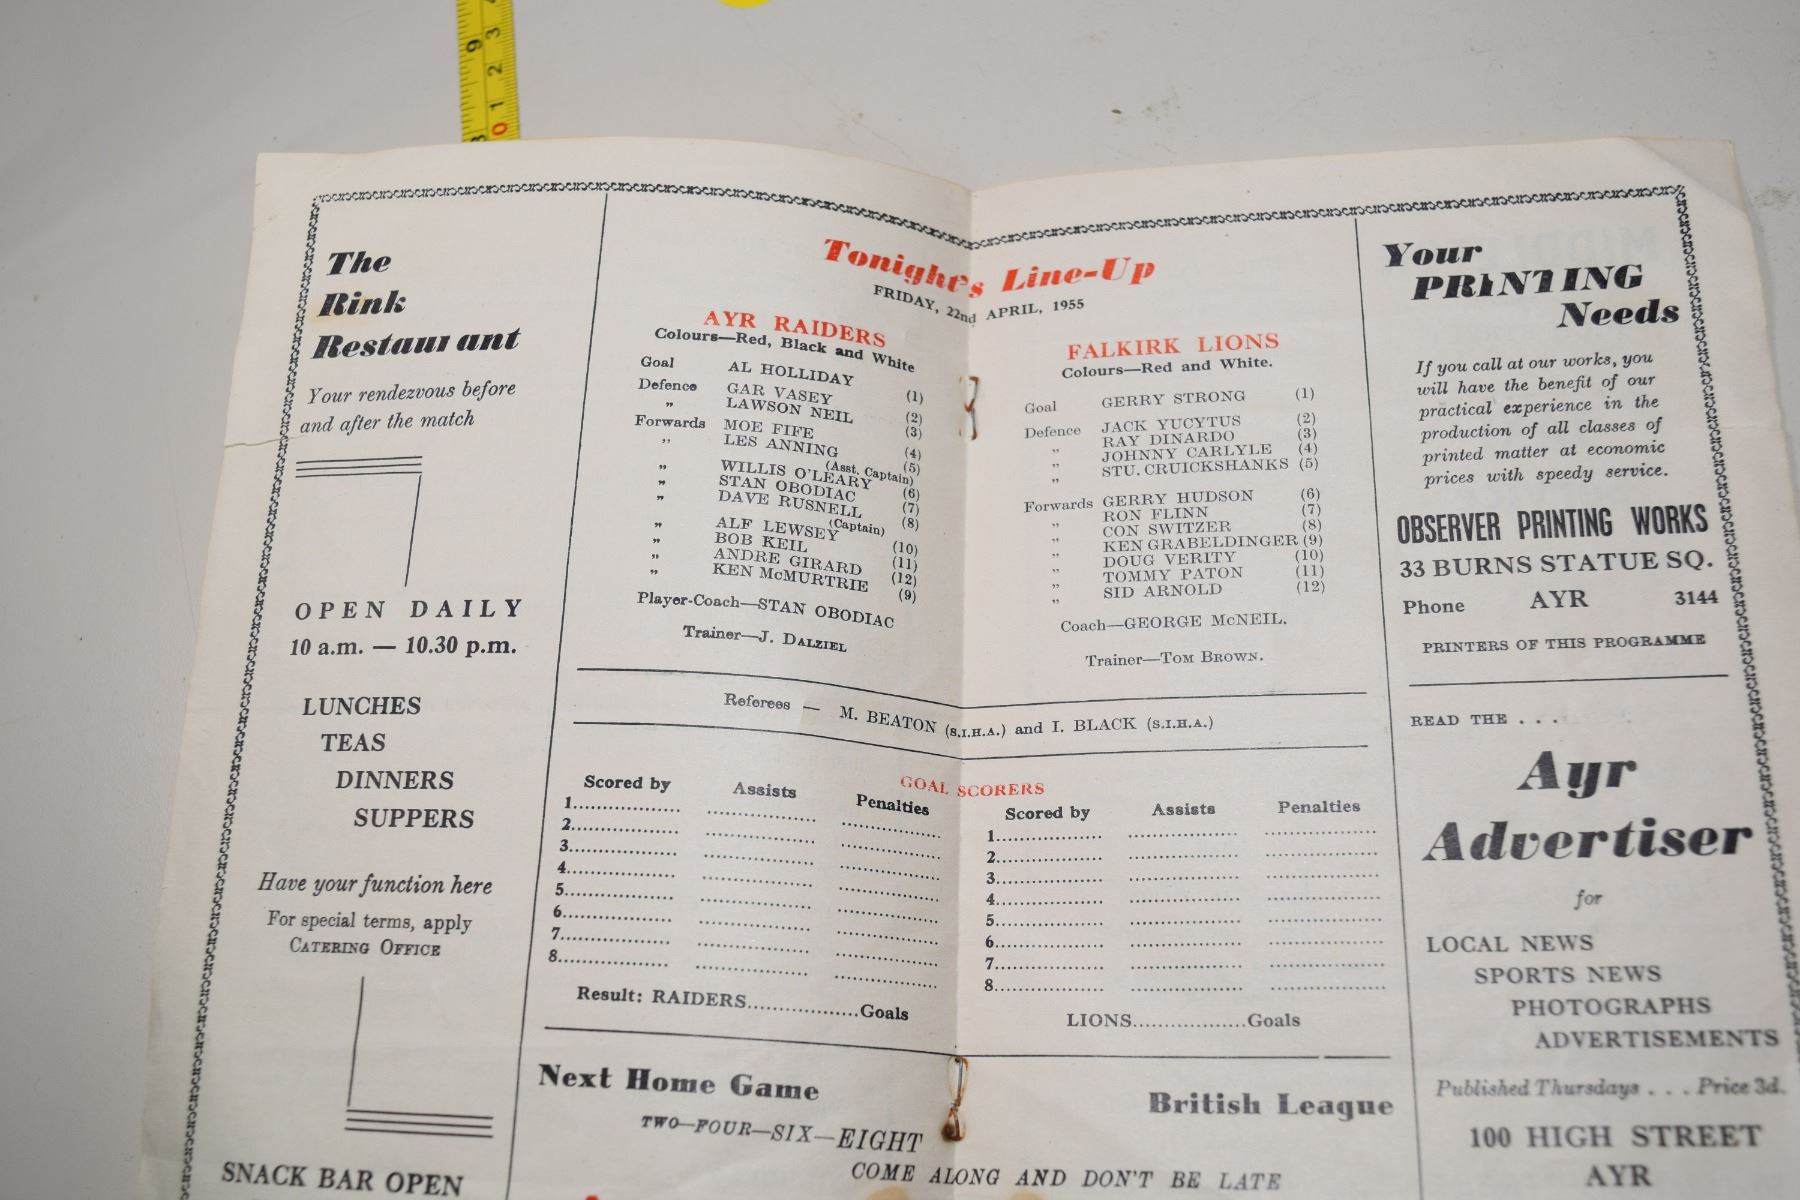 The
Rink
Restaurant
Your rendezvous before
and after the match
OPEN DAILY
10 a.m. — 10.30 p.m.
LUNCHES
TEAS
DINNERS
SUPPERS
Have your function here
For special terms, apply
CATERING OFFICE
SNACK BAR OPEN
Tonight's Line-Up
FRIDAY, 22nd APRIL, 1955
AYR RAIDERS
Colours—Red, Black and White
Goal AL HOLLIDAY (1)
Defence GAR VASEY (2)
„ LAWSON NEIL (3)
Forwards MOE FIFE (4)
„ LES ANNING (5)
(Asst. Captain)
„ WILLIS O'LEARY (6)
„ STAN OBODIAC (7)
„ DAVE RUSNELL (8)
(Captain)
„ ALF LEWSEY (10)
„ BOB KEIL (11)
„ ANDRE GIRARD (12)
„ KEN McMURTRIE (9)
Player-Coach—STAN OBODIAC
Trainer—J. DALZIEL
FALKIRK LIONS
Colours—Red and White.
Goal GERRY STRONG (1)
Defence JACK YUCYTUS (2)
„ RAY DINARDO (3)
„ JOHNNY CARLYLE (4)
„ STU. CRUICKSHANKS (5)
Forwards GERRY HUDSON (6)
„ RON FLINN (7)
„ CON SWITZER (8)
„ KEN GRABELDINGER (9)
„ DOUG VERITY (10)
„ TOMMY PATON (11)
„ SID ARNOLD (12)
Coach—GEORGE McNEIL.
Trainer—TOM BROWN.
Referees — M. BEATON (S.I.H.A.) and I. BLACK (S.I.H.A.)
GOAL SCORERS
Scored by Assists Penalties
1
2
3
4
5
6
7
8
Result: RAIDERS..................Goals
Scored by Assists Penalties
1
2
3
4
5
6
7
8
LIONS..................Goals
Next Home Game
British League
TWO—FOUR—SIX—EIGHT
COME ALONG AND DON'T BE LATE
Your
PRINTING
Needs
If you call at our works, you
will have the benefit of our
practical experience in the
production of all classes of
printed matter at economic
prices with speedy service.
OBSERVER PRINTING WORKS
33 BURNS STATUE SQ.
Phone AYR 3144
PRINTERS OF THIS PROGRAMME
READ THE . . .
Ayr
Advertiser
for
LOCAL NEWS
SPORTS NEWS
PHOTOGRAPHS
ADVERTISEMENTS
Published Thursdays . . . Price 3d.
100 HIGH STREET
AYR